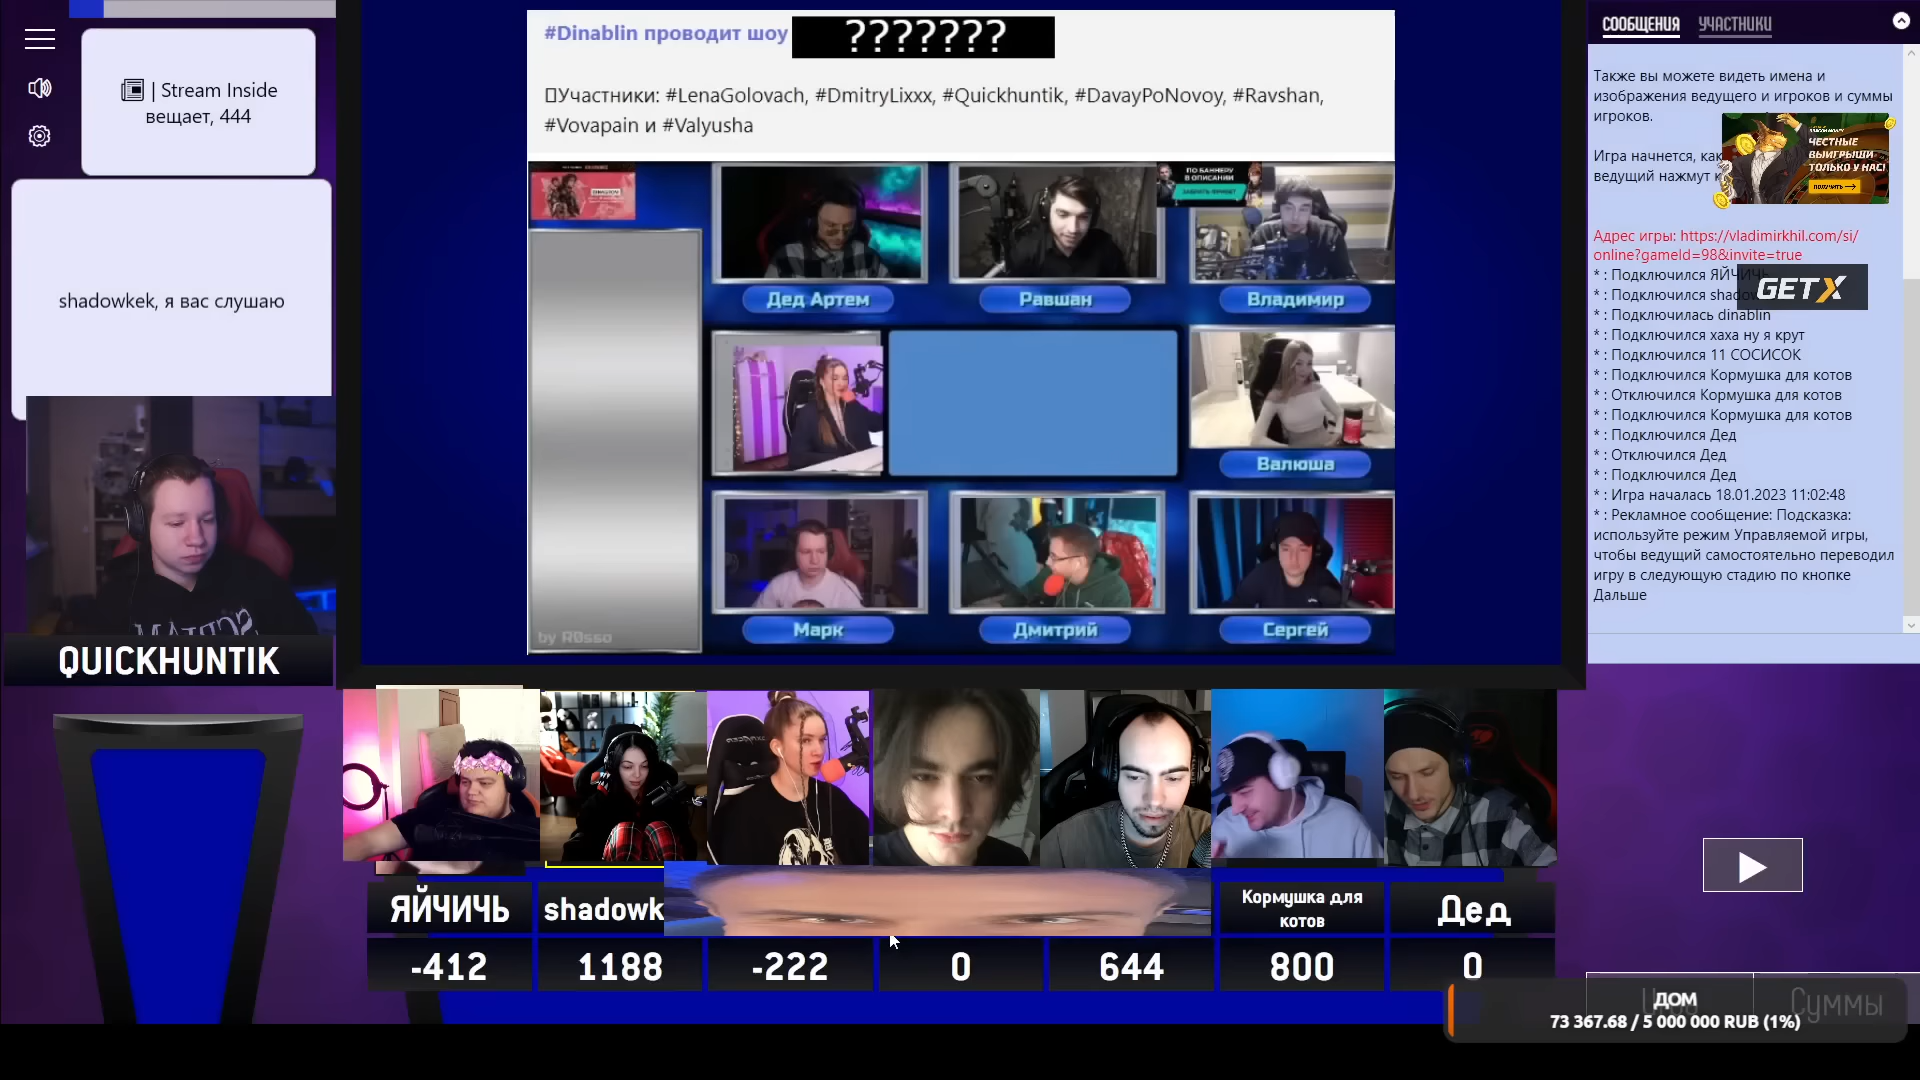 | Stream Inside
вещает, 444
shadowkek, я вас слушаю
QUICKHUNTIK
#Dinablin проводит шоу ???????
Участники: #LenaGolovach, #DmitryLixxx, #Quickhuntik, #DavayPoNovoy, #Ravshan,
#Vovapain и #Valyusha
ПО БАННЕРУ
В ОПИСАНИИ
Дед Артем
Равшан
Владимир
Валюша
Марк
Дмитрий
Сергей
by R0sso
СООБЩЕНИЯ УЧАСТНИКИ
Также вы можете видеть имена и
изображения ведущего и игроков и суммы
игроков.
Игра начнется, как
ведущий нажмут к
ЧЕСТНЫЕ
ВЫИГРЫШИ
ТОЛЬКО У НАС!
ПОЛУЧИТЬ
Адрес игры: https://vladimirkhil.com/si/
online?gameId=98&invite=true
* : Подключился ЯЙЧИЧЬ
* : Подключился shadow
GETX
* : Подключилась dinablin
* : Подключился хаха ну я крут
* : Подключился 11 СОСИСОК
* : Подключился Кормушка для котов
* : Отключился Кормушка для котов
* : Подключился Кормушка для котов
* : Подключился Дед
* : Отключился Дед
* : Подключился Дед
* : Игра началась 18.01.2023 11:02:48
* : Рекламное сообщение: Подсказка:
используйте режим Управляемой игры,
чтобы ведущий самостоятельно переводил
игру в следующую стадию по кнопке
Дальше
ЯЙЧИЧЬ
shadowk
Кормушка для
котов
Дед
-412
1188
-222
0
644
800
0
Суммы
ДОМ
73 367.68 / 5 000 000 RUB (1%)